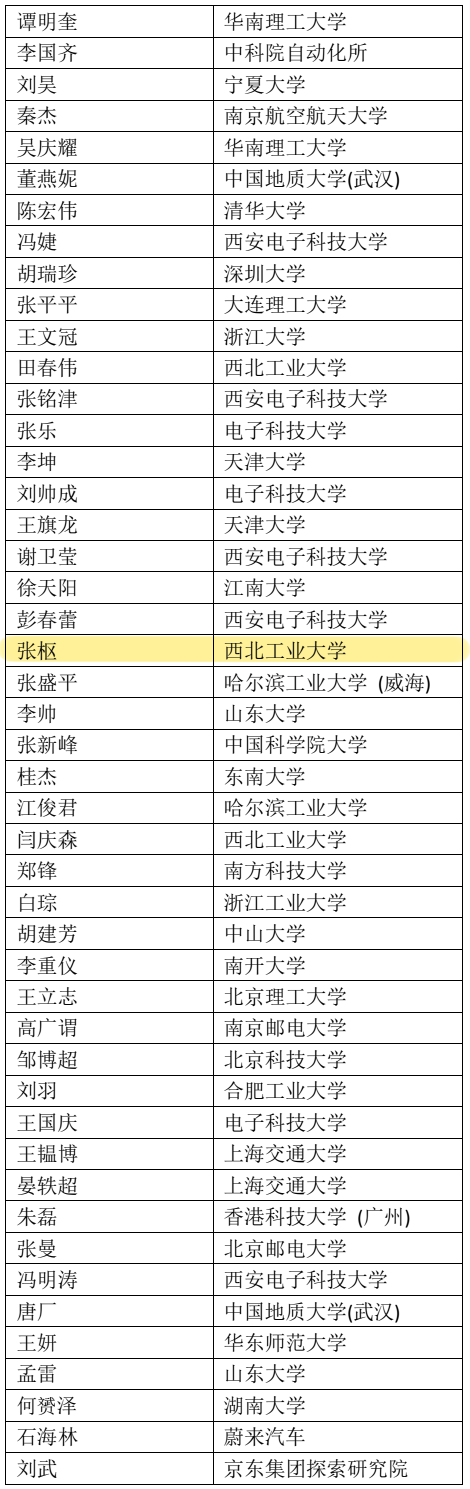 谭明奎 华南理工大学
李国齐 中科院自动化所
刘昊 宁夏大学
秦杰 南京航空航天大学
吴庆耀 华南理工大学
董燕妮 中国地质大学(武汉)
陈宏伟 清华大学
冯婕 西安电子科技大学
胡瑞珍 深圳大学
张平平 大连理工大学
王文冠 浙江大学
田春伟 西北工业大学
张铭津 西安电子科技大学
张乐 电子科技大学
李坤 天津大学
刘帅成 电子科技大学
王旗龙 天津大学
谢卫莹 西安电子科技大学
徐天阳 江南大学
彭春蕾 西安电子科技大学
张枢 西北工业大学
张盛平 哈尔滨工业大学 (威海)
李帅 山东大学
张新峰 中国科学院大学
桂杰 东南大学
江俊君 哈尔滨工业大学
闫庆森 西北工业大学
郑锋 南方科技大学
白琮 浙江工业大学
胡建芳 中山大学
李重仪 南开大学
王立志 北京理工大学
高广谓 南京邮电大学
邹博超 北京科技大学
刘羽 合肥工业大学
王国庆 电子科技大学
王韫博 上海交通大学
晏轶超 上海交通大学
朱磊 香港科技大学 (广州)
张曼 北京邮电大学
冯明涛 西安电子科技大学
唐厂 中国地质大学(武汉)
王妍 华东师范大学
孟雷 山东大学
何赟泽 湖南大学
石海林 蔚来汽车
刘武 京东集团探索研究院